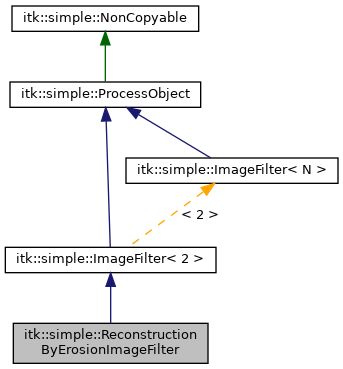 itk::simple::NonCopyable
itk::simple::ProcessObject
itk::simple::ImageFilter< N >
< 2 >
itk::simple::ImageFilter< 2 >
itk::simple::Reconstruction
ByErosionImageFilter